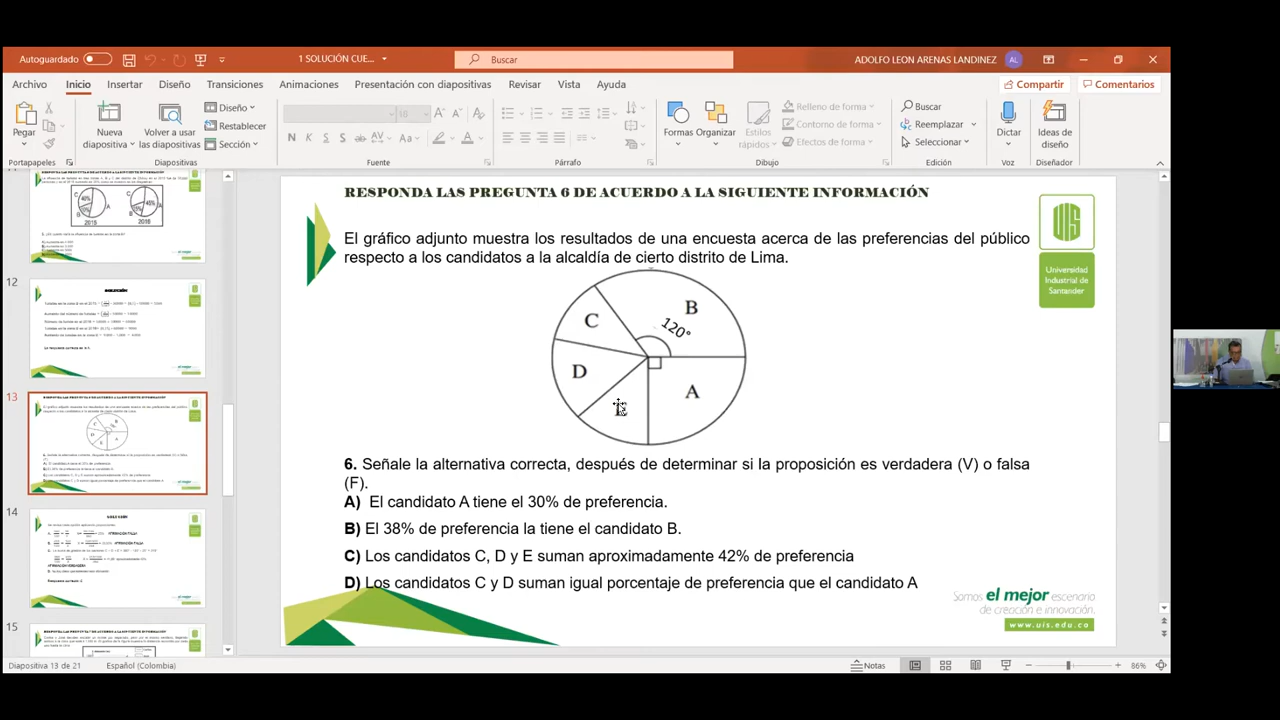 Autoguardado
1 SOLUCIÓN CUE...
Buscar
ADOLFO LEON ARENAS LANDINEZ
AL
Archivo
Inicio
Insertar
Diseño
Transiciones
Animaciones
Presentación con diapositivas
Revisar
Vista
Ayuda
Compartir
Comentarios
Pegar
Nueva
diapositiva
Volver a usar
las diapositivas
Diseño
Restablecer
Sección
Formas
Organizar
Estilos
rápidos
Relleno de forma
Contorno de forma
Efectos de forma
Buscar
Reemplazar
Seleccionar
Dictar
Ideas de
diseño
Portapapeles
Diapositivas
Fuente
Párrafo
Dibujo
Edición
Voz
Diseñador
12
13
14
15
RESPONDA LAS PREGUNTA 6 DE ACUERDO A LA SIGUIENTE INFORMACIÓN
El gráfico adjunto muestra los resultados de una encuesta acerca de las preferencias del público
respecto a los candidatos a la alcaldía de cierto distrito de Lima.
B
C
120°
D
A
6. Señale la alternativa correcta, después de determinar si la proposición es verdadera (V) o falsa
(F).
A) El candidato A tiene el 30% de preferencia.
B) El 38% de preferencia la tiene el candidato B.
C) Los candidatos C, D y E suman aproximadamente 42% de preferencia
D) Los candidatos C y D suman igual porcentaje de preferencia que el candidato A
Universidad
Industrial de
Santander
Somos el mejor escenario
de creación e innovación.
www.uis.edu.co
Diapositiva 13 de 21
Español (Colombia)
Notas
86%